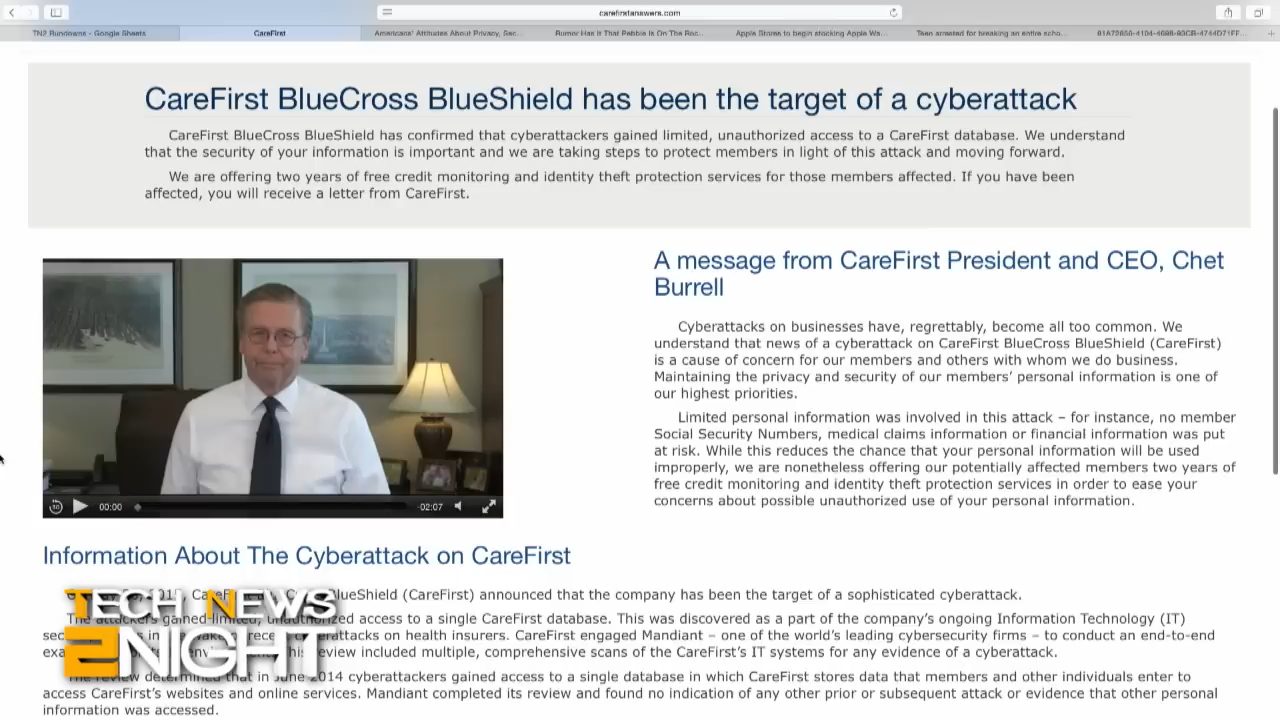 carefirstanswers.com
TN2 Rundowns - Google Sheets
CareFirst
Americans' Attitudes About Privacy, Sec...
Rumor Has It That Pebble Is On The Roc...
Apple Stores to begin stocking Apple Wa...
Teen arrested for breaking an entire scho...
CareFirst BlueCross BlueShield has been the target of a cyberattack
CareFirst BlueCross BlueShield has confirmed that cyberattackers gained limited, unauthorized access to a CareFirst database. We understand
that the security of your information is important and we are taking steps to protect members in light of this attack and moving forward.
We are offering two years of free credit monitoring and identity theft protection services for those members affected. If you have been
affected, you will receive a letter from CareFirst.
A message from CareFirst President and CEO, Chet
Burrell
Cyberattacks on businesses have, regrettably, become all too common. We
understand that news of a cyberattack on CareFirst BlueCross BlueShield (CareFirst)
is a cause of concern for our members and others with whom we do business.
Maintaining the privacy and security of our members' personal information is one of
our highest priorities.
Limited personal information was involved in this attack – for instance, no member
Social Security Numbers, medical claims information or financial information was put
at risk. While this reduces the chance that your personal information will be used
improperly, we are nonetheless offering our potentially affected members two years of
free credit monitoring and identity theft protection services in order to ease your
concerns about possible unauthorized use of your personal information.
30
00:00
-02:07
Information About The Cyberattack on CareFirst
BlueShield (CareFirst) announced that the company has been the target of a sophisticated cyberattack.
The attackers gained limited, unauthorized access to a single CareFirst database. This was discovered as a part of the company's ongoing Information Technology (IT)
attacks on health insurers. CareFirst engaged Mandiant – one of the world's leading cybersecurity firms – to conduct an end-to-end
review included multiple, comprehensive scans of the CareFirst's IT systems for any evidence of a cyberattack.
The review determined that in June 2014 cyberattackers gained access to a single database in which CareFirst stores data that members and other individuals enter to
access CareFirst's websites and online services. Mandiant completed its review and found no indication of any other prior or subsequent attack or evidence that other personal
information was accessed.
TECH NEWS
2NIGHT